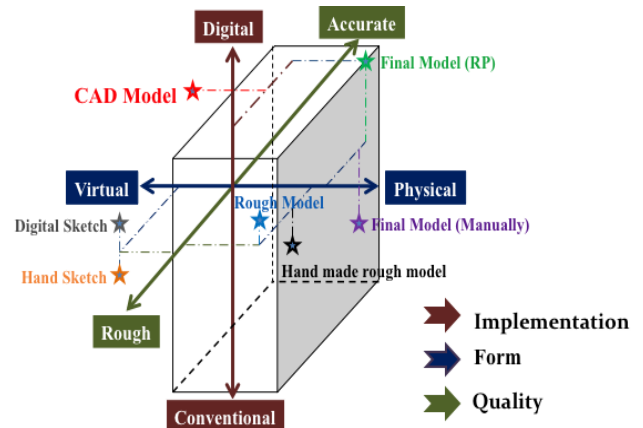 Digital
Accurate
Final Model (RP)
CAD Model
Virtual
Physical
Rough Model
Digital Sketch
Final Model (Manually)
Hand made rough model
Hand Sketch
Rough
Implementation
Form
Quality
Conventional